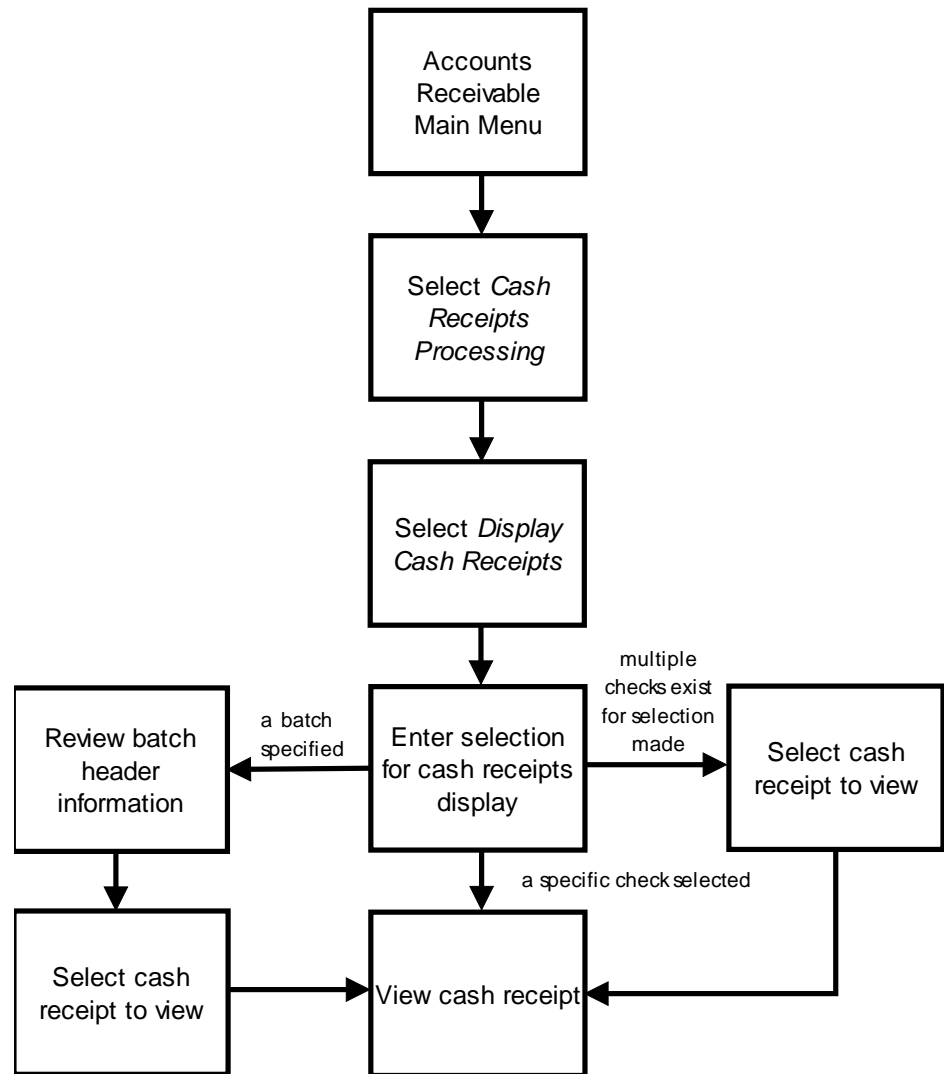 Accounts
Receivable
Main Menu
Select Cash
Receipts
Processing
Select Display
Cash Receipts
multiple
checks exist
for selection
made
a batch
specified
Review batch
header
information
Enter selection
for cash receipts
display
Select cash
receipt to view
a specific check selected
Select cash
receipt to view
View cash receipt